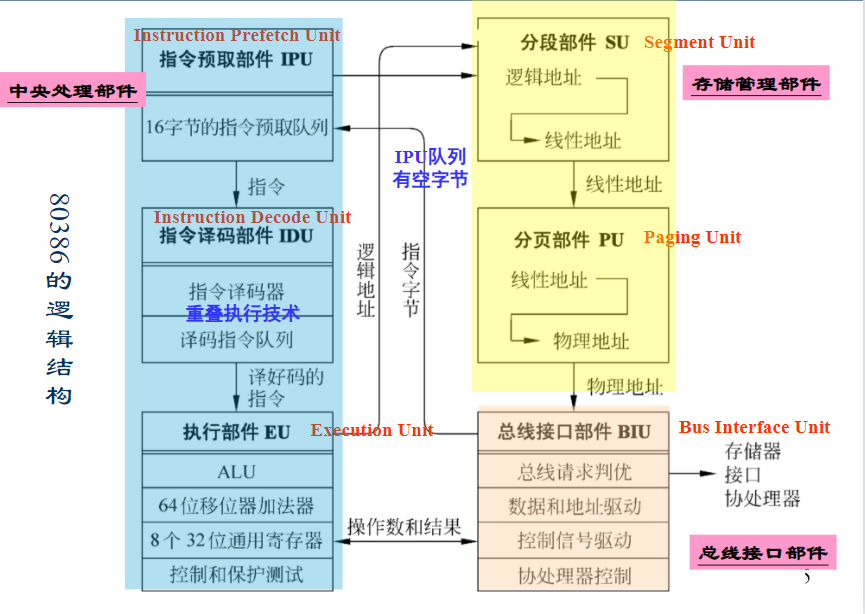 80386的逻辑结构
中央处理部件
Instruction Prefetch Unit
指令预取部件 IPU
16字节的指令预取队列
指令
Instruction Decode Unit
指令译码部件 IDU
指令译码器
重叠执行技术
译码指令队列
译好码的
指令
执行部件 EU
Execution Unit
ALU
64位移位器加法器
8个32位通用寄存器
控制和保护测试
IPU队列
有空字节
逻辑地址
指令字节
操作数和结果
分段部件 SU
Segment Unit
存储管理部件
逻辑地址
线性地址
线性地址
分页部件 PU
Paging Unit
线性地址
物理地址
物理地址
总线接口部件 BIU
Bus Interface Unit
总线请求判优
数据和地址驱动
控制信号驱动
协处理器控制
存储器
接口
协处理器
总线接口部件